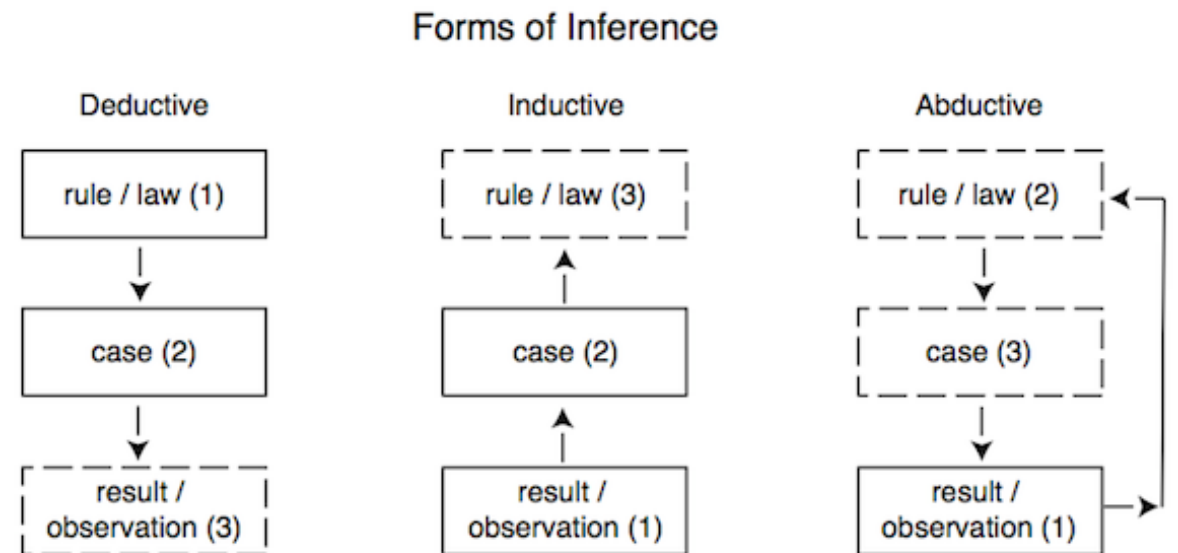 Forms of Inference
Deductive
rule / law (1)
case (2)
result /
observation (3)
Inductive
rule / law (3)
case (2)
result /
observation (1)
Abductive
rule / law (2)
case (3)
result /
observation (1)